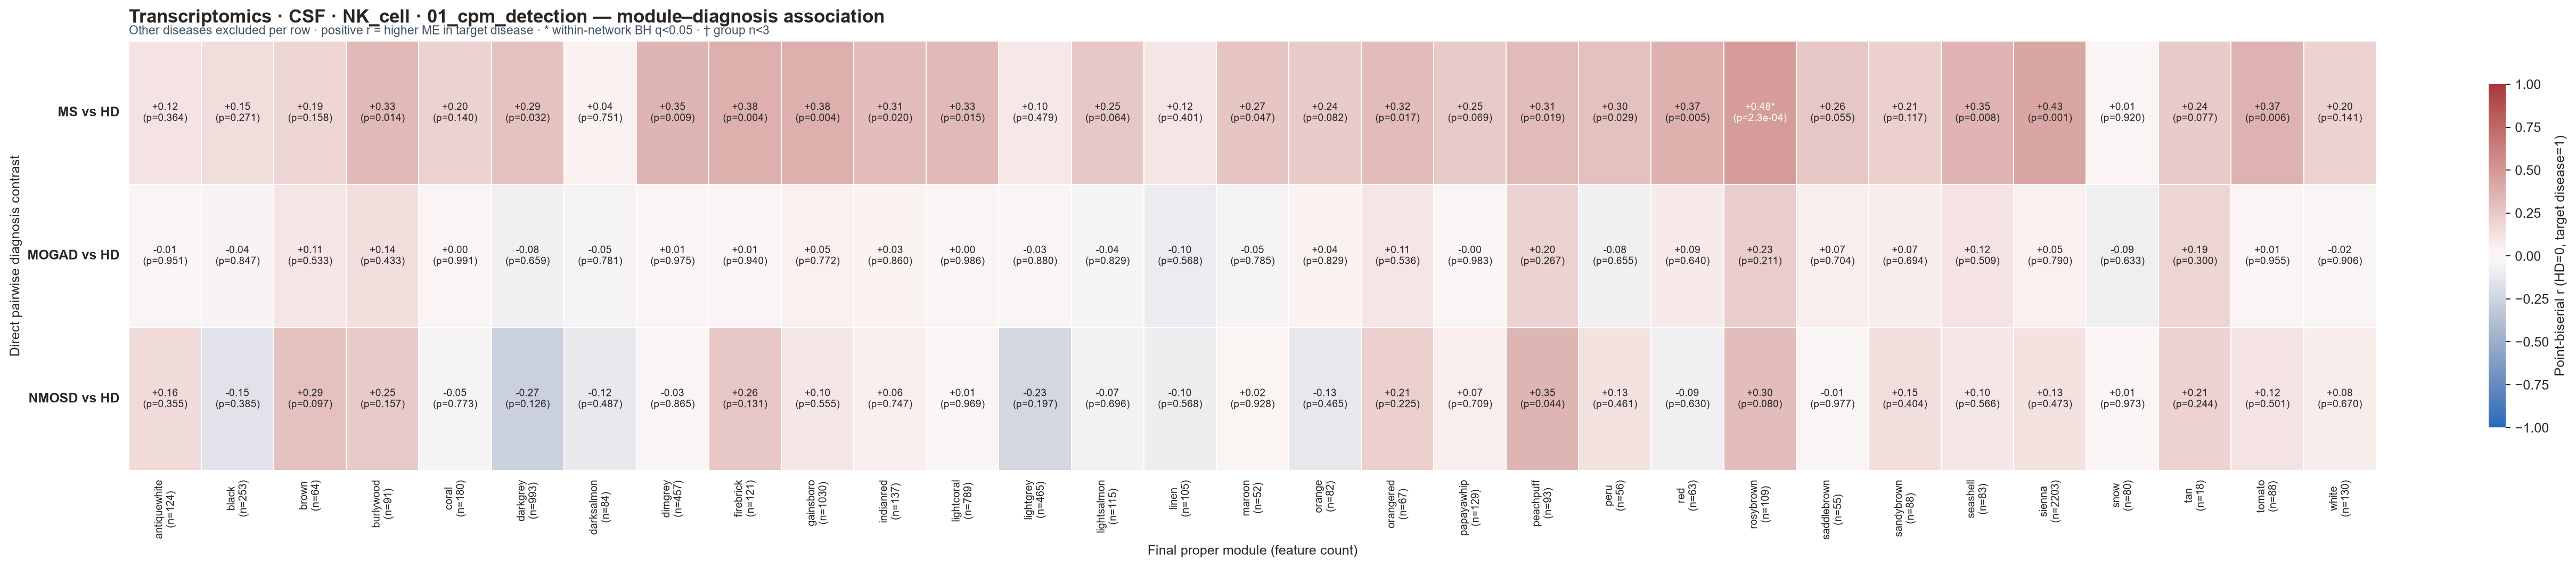 Transcriptomics · CSF · NK_cell · 01_cpm_detection — module–diagnosis association
Other diseases excluded per row · positive r = higher ME in target disease · * within-network BH q<0.05 · † group n<3
Direct pairwise diagnosis contrast
MS vs HD
+0.12 +0.15 +0.19 +0.33 +0.20 +0.29 +0.04 +0.35 +0.38 +0.38 +0.31 +0.33 +0.10 +0.25 +0.12 +0.27 +0.24 +0.32 +0.25 +0.31 +0.30 +0.37 +0.48* +0.26 +0.21 +0.35 +0.43 +0.01 +0.24 +0.37 +0.20
(p=0.364) (p=0.271) (p=0.158) (p=0.014) (p=0.140) (p=0.032) (p=0.751) (p=0.009) (p=0.004) (p=0.004) (p=0.020) (p=0.015) (p=0.479) (p=0.064) (p=0.401) (p=0.047) (p=0.082) (p=0.017) (p=0.069) (p=0.019) (p=0.029) (p=0.005) (p=2.3e-04) (p=0.055) (p=0.117) (p=0.008) (p=0.001) (p=0.920) (p=0.077) (p=0.006) (p=0.141)
MOGAD vs HD
-0.01 -0.04 +0.11 +0.14 +0.00 -0.08 -0.05 +0.01 +0.01 +0.05 +0.03 +0.00 -0.03 -0.04 -0.10 -0.05 +0.04 +0.11 -0.00 +0.20 -0.08 +0.09 +0.23 +0.07 +0.07 +0.12 +0.05 -0.09 +0.19 +0.01 -0.02
(p=0.951) (p=0.847) (p=0.533) (p=0.433) (p=0.991) (p=0.659) (p=0.781) (p=0.975) (p=0.940) (p=0.772) (p=0.860) (p=0.986) (p=0.880) (p=0.829) (p=0.568) (p=0.785) (p=0.829) (p=0.536) (p=0.983) (p=0.267) (p=0.655) (p=0.640) (p=0.211) (p=0.704) (p=0.694) (p=0.509) (p=0.790) (p=0.633) (p=0.300) (p=0.955) (p=0.906)
NMOSD vs HD
+0.16 -0.15 +0.29 +0.25 -0.05 -0.27 -0.12 -0.03 +0.26 +0.10 +0.06 +0.01 -0.23 -0.07 -0.10 +0.02 -0.13 +0.21 +0.07 +0.35 +0.13 -0.09 +0.30 -0.01 +0.15 +0.10 +0.13 +0.01 +0.21 +0.12 +0.08
(p=0.355) (p=0.385) (p=0.097) (p=0.157) (p=0.773) (p=0.126) (p=0.487) (p=0.865) (p=0.131) (p=0.555) (p=0.747) (p=0.969) (p=0.197) (p=0.696) (p=0.568) (p=0.928) (p=0.465) (p=0.225) (p=0.709) (p=0.044) (p=0.461) (p=0.630) (p=0.080) (p=0.977) (p=0.404) (p=0.566) (p=0.473) (p=0.973) (p=0.244) (p=0.501) (p=0.670)
antiquewhite
(n=124)
black
(n=253)
brown
(n=64)
burlywood
(n=91)
coral
(n=180)
darkgrey
(n=993)
darksalmon
(n=84)
dimgrey
(n=457)
firebrick
(n=121)
gainsboro
(n=1030)
indianred
(n=137)
lightcoral
(n=789)
lightgrey
(n=465)
lightsalmon
(n=115)
linen
(n=105)
maroon
(n=52)
orange
(n=82)
orangered
(n=67)
papayawhip
(n=129)
peachpuff
(n=93)
peru
(n=56)
red
(n=63)
rosybrown
(n=109)
saddlebrown
(n=55)
sandybrown
(n=88)
seashell
(n=83)
sienna
(n=2203)
snow
(n=80)
tan
(n=18)
tomato
(n=88)
white
(n=130)
Final proper module (feature count)
1.00
0.75
0.50
0.25
0.00
−0.25
−0.50
−0.75
−1.00
Point-biserial r (HD=0, target disease=1)